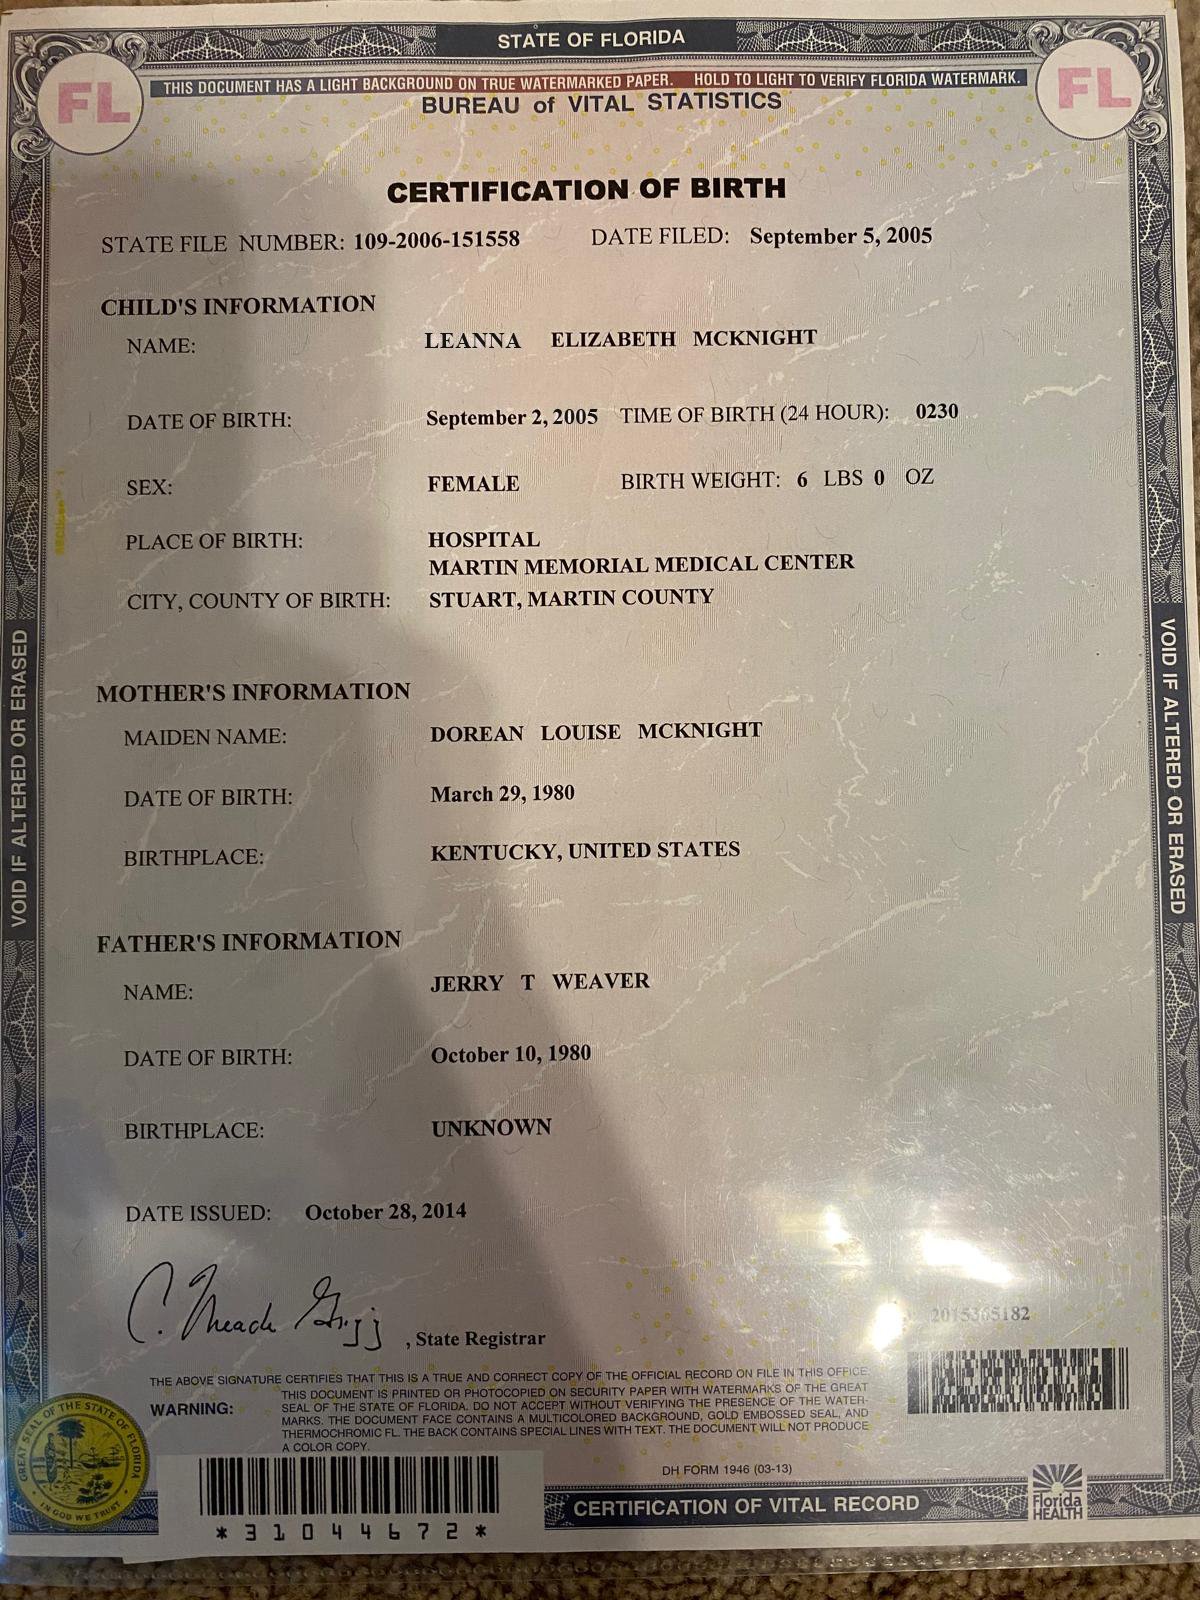 STATE OF FLORIDA
THIS DOCUMENT HAS A LIGHT BACKGROUND ON TRUE WATERMARKED PAPER. HOLD TO LIGHT TO VERIFY FLORIDA WATERMARK.
FL
FL
BUREAU of VITAL STATISTICS
CERTIFICATION OF BIRTH
STATE FILE NUMBER: 109-2006-151558 DATE FILED: September 5, 2005
CHILD'S INFORMATION
NAME: LEANNA ELIZABETH MCKNIGHT
DATE OF BIRTH: September 2, 2005 TIME OF BIRTH (24 HOUR): 0230
SEX: FEMALE BIRTH WEIGHT: 6 LBS 0 OZ
PLACE OF BIRTH: HOSPITAL
MARTIN MEMORIAL MEDICAL CENTER
CITY, COUNTY OF BIRTH: STUART, MARTIN COUNTY
VOID IF ALTERED OR ERASED
VOID IF ALTERED OR ERASED
MOTHER'S INFORMATION
MAIDEN NAME: DOREAN LOUISE MCKNIGHT
DATE OF BIRTH: March 29, 1980
BIRTHPLACE: KENTUCKY, UNITED STATES
FATHER'S INFORMATION
NAME: JERRY T WEAVER
DATE OF BIRTH: October 10, 1980
BIRTHPLACE: UNKNOWN
DATE ISSUED: October 28, 2014
C. Meade Grigg
, State Registrar
2015365182
THE ABOVE SIGNATURE CERTIFIES THAT THIS IS A TRUE AND CORRECT COPY OF THE OFFICIAL RECORD ON FILE IN THIS OFFICE.
WARNING:
THIS DOCUMENT IS PRINTED OR PHOTOCOPIED ON SECURITY PAPER WITH WATERMARKS OF THE GREAT
SEAL OF THE STATE OF FLORIDA. DO NOT ACCEPT WITHOUT VERIFYING THE PRESENCE OF THE WATER-
MARKS. THE DOCUMENT FACE CONTAINS A MULTICOLORED BACKGROUND, GOLD EMBOSSED SEAL, AND
THERMOCHROMIC FL. THE BACK CONTAINS SPECIAL LINES WITH TEXT. THE DOCUMENT WILL NOT PRODUCE
A COLOR COPY.
GREAT SEAL OF THE STATE OF FLORIDA
IN GOD WE TRUST
DH FORM 1946 (03-13)
CERTIFICATION OF VITAL RECORD
Florida
HEALTH
*31044672*